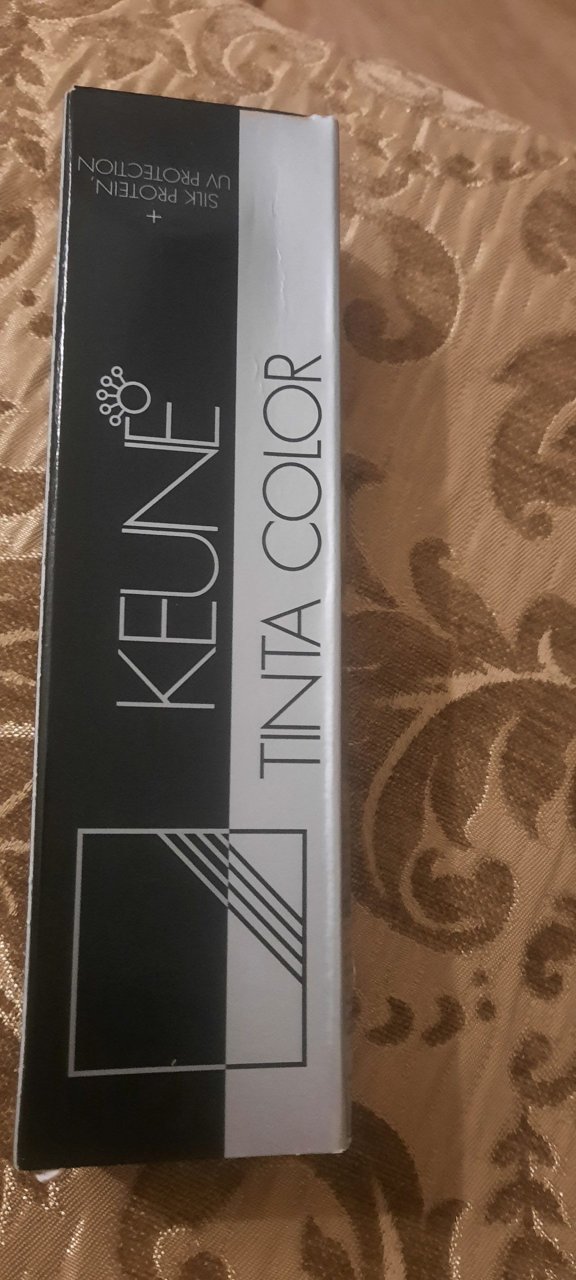 KEUNE
TINTA COLOR
+
SILK PROTEIN,
UV PROTECTION